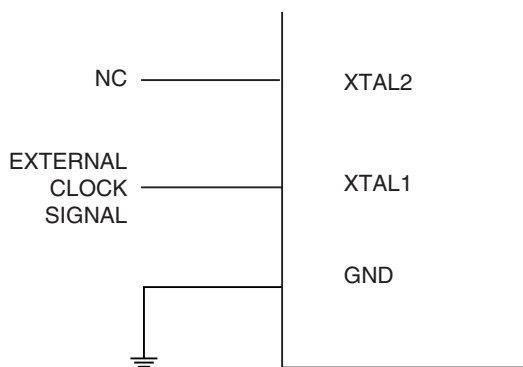 NC
XTAL2
EXTERNAL
CLOCK
SIGNAL
XTAL1
GND